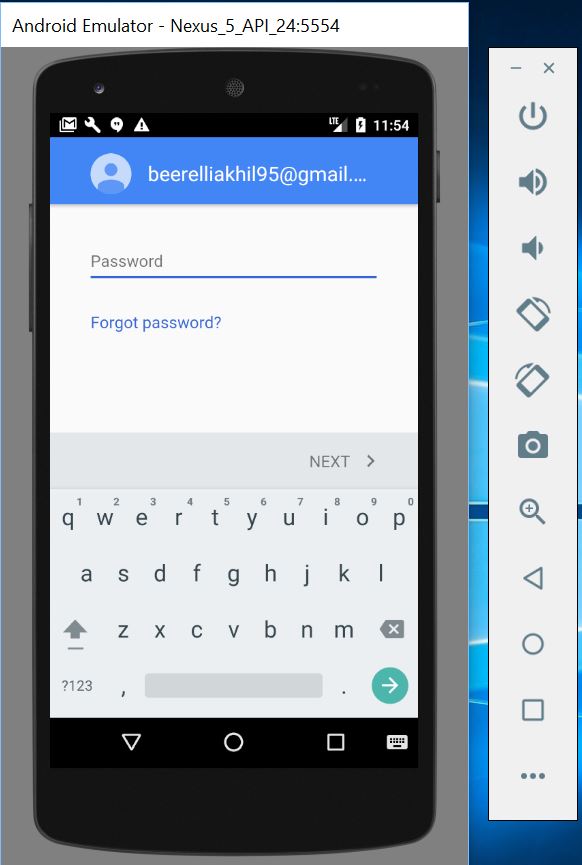 Android Emulator - Nexus_5_API_24:5554
LTE 11:54
beerelliakhil95@gmail....
Password
Forgot password?
NEXT
1 2 3 4 5 6 7 8 9 0
q w e r t y u i o p
a s d f g h j k l
z x c v b n m
?123 , .